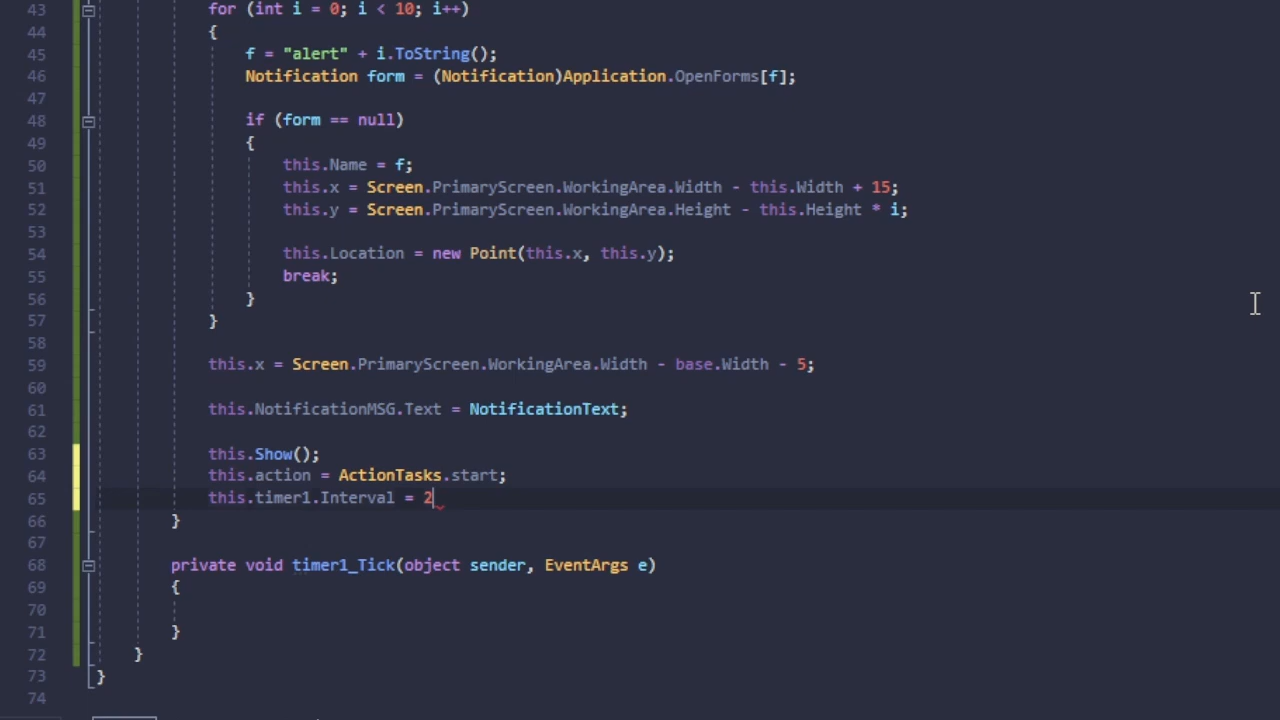 43 for (int i = 0; i < 10; i++)
44 {
45 f = "alert" + i.ToString();
46 Notification form = (Notification)Application.OpenForms[f];
47
48 if (form == null)
49 {
50 this.Name = f;
51 this.x = Screen.PrimaryScreen.WorkingArea.Width - this.Width + 15;
52 this.y = Screen.PrimaryScreen.WorkingArea.Height - this.Height * i;
53
54 this.Location = new Point(this.x, this.y);
55 break;
56 }
57 }
58
59 this.x = Screen.PrimaryScreen.WorkingArea.Width - base.Width - 5;
60
61 this.NotificationMSG.Text = NotificationText;
62
63 this.Show();
64 this.action = ActionTasks.start;
65 this.timer1.Interval = 2
66 }
67
68 private void timer1_Tick(object sender, EventArgs e)
69 {
70
71 }
72 }
73 }
74